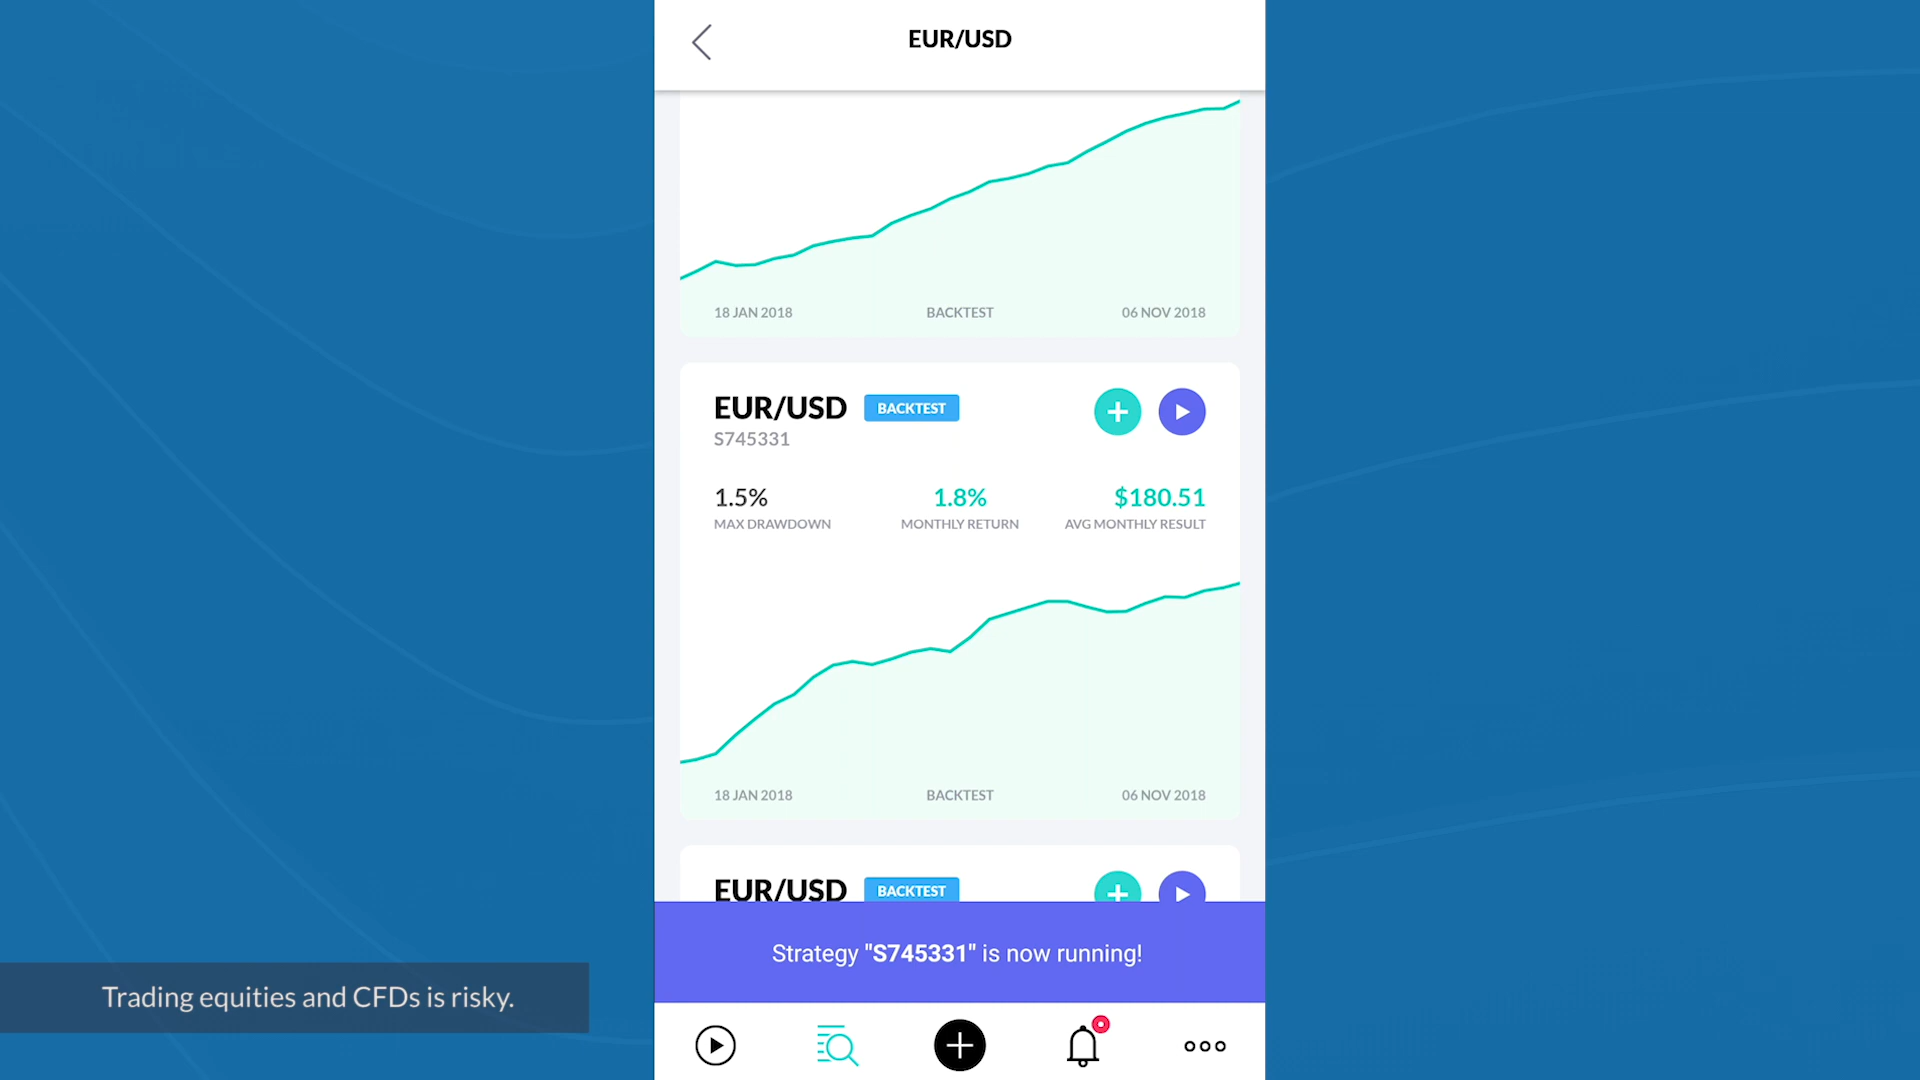 EUR/USD
18 JAN 2018 BACKTEST 06 NOV 2018
EUR/USD BACKTEST
S745331
1.5% 1.8% $180.51
MAX DRAWDOWN MONTHLY RETURN AVG MONTHLY RESULT
18 JAN 2018 BACKTEST 06 NOV 2018
EUR/USD BACKTEST
Strategy "S745331" is now running!
Trading equities and CFDs is risky.